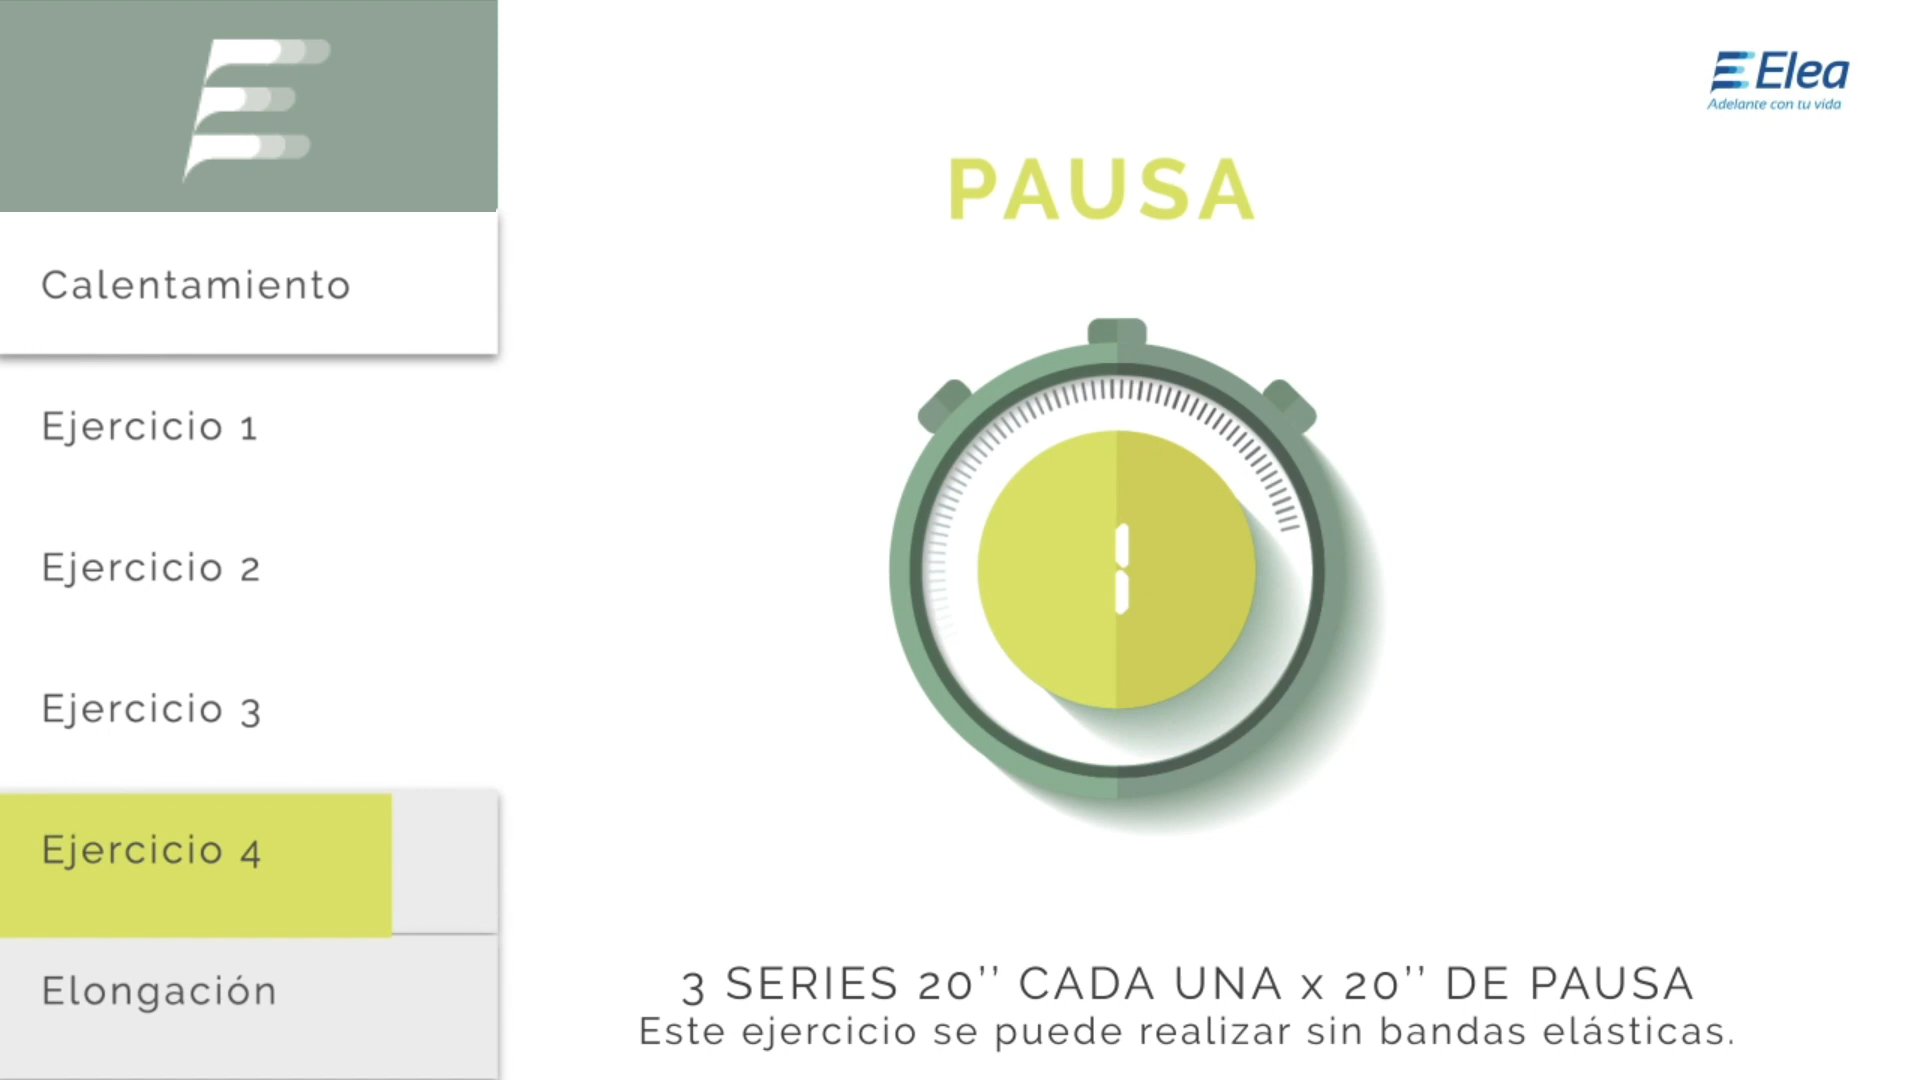 Elea
Adelante con tu vida
PAUSA
Calentamiento
Ejercicio 1
Ejercicio 2
Ejercicio 3
Ejercicio 4
Elongación
1
3 SERIES 20’’ CADA UNA x 20’’ DE PAUSA
Este ejercicio se puede realizar sin bandas elásticas.